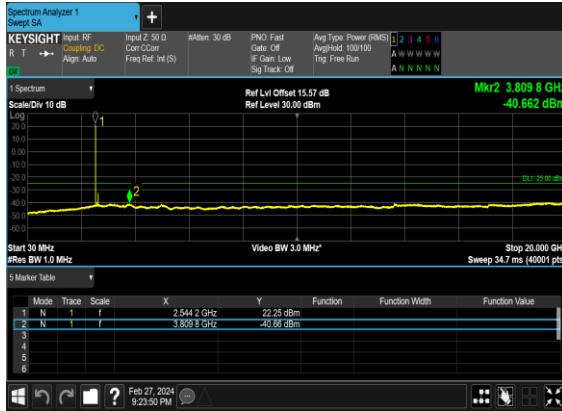 Spectrum Analyzer 1
Swept SA
+
KEYSIGHT Input: RF Input Z: 50 Ω #Atten: 30 dB PNO: Fast Avg Type: Power (RMS) 1 2 3 4 5 6
R T Coupling: DC Corr CCorr Gate: Off Avg|Hold: 100/100 A W W W W W
Align: Auto Freq Ref: Int (S) IF Gain: Low Trig: Free Run
Sig Track: Off A N N N N N
LU
1 Spectrum Ref Lvl Offset 15.57 dB Mkr2 3.809 8 GHz
Scale/Div 10 dB Ref Level 30.00 dBm -40.662 dBm
Log
20.0
10.0
0.00
-10.0
-20.0
-30.0
-40.0
-50.0
-60.0
1
2
DL1 -25.00 dBm
Start 30 MHz Video BW 3.0 MHz* Stop 20.000 GHz
#Res BW 1.0 MHz Sweep 34.7 ms (40001 pts)
5 Marker Table
Mode Trace Scale X Y Function Function Width Function Value
1 N 1 f 2.544 2 GHz 22.25 dBm
2 N 1 f 3.809 8 GHz -40.66 dBm
3
4
5
6
? Feb 27, 2024
9:23:50 PM